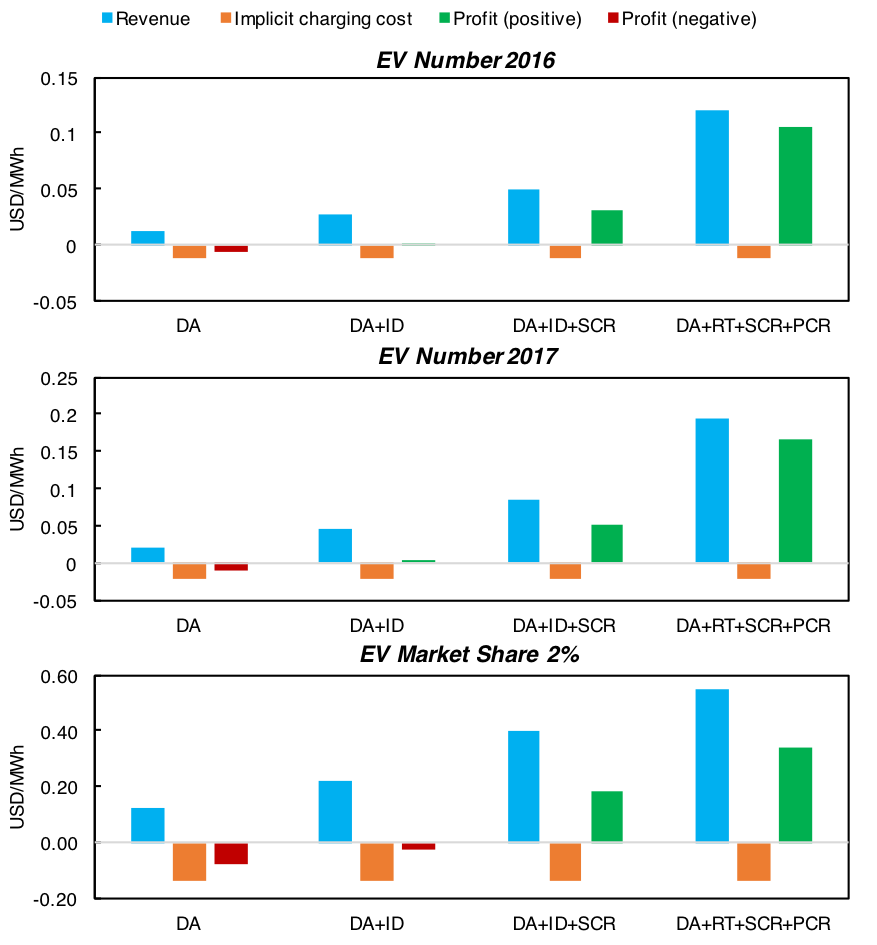 Revenue Implicit charging cost Profit (positive) Profit (negative)
EV Number 2016
0.15
0.1
0.05
0
-0.05
USD/MWh
DA DA+ID DA+ID+SCR DA+RT+SCR+PCR
EV Number 2017
0.25
0.2
0.15
0.1
0.05
0
-0.05
USD/MWh
DA DA+ID DA+ID+SCR DA+RT+SCR+PCR
EV Market Share 2%
0.60
0.40
0.20
0.00
-0.20
USD/MWh
DA DA+ID DA+ID+SCR DA+RT+SCR+PCR